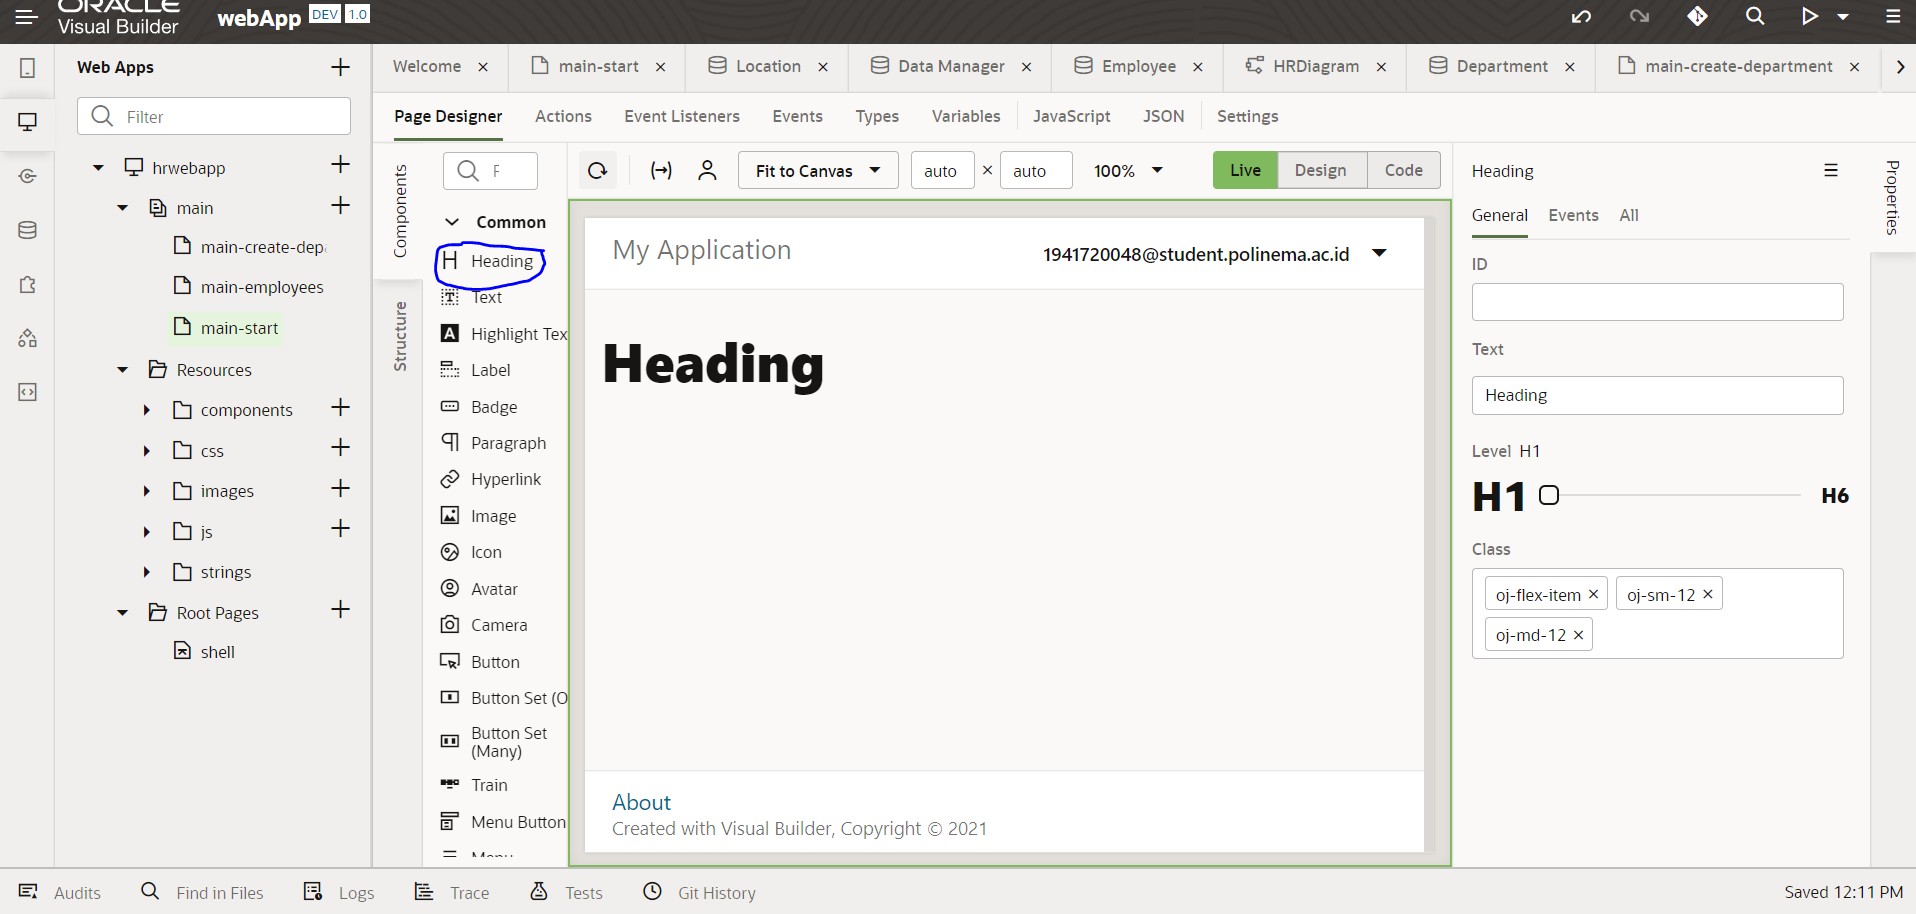 ORACLE
Visual Builder
webApp DEV 1.0
Web Apps
Filter
hrwebapp
main
main-create-depa
main-employees
main-start
Resources
components
css
images
js
strings
Root Pages
shell
Welcome
main-start
Location
Data Manager
Employee
HRDiagram
Department
main-create-department
Page Designer Actions Event Listeners Events Types Variables JavaScript JSON Settings
Components
Structure
F
Common
Heading
Text
Highlight Tex
Label
Badge
Paragraph
Hyperlink
Image
Icon
Avatar
Camera
Button
Button Set (O
Button Set
(Many)
Train
Menu Button
Menu
Fit to Canvas auto × auto 100% Live Design Code
My Application 1941720048@student.polinema.ac.id
Heading
About
Created with Visual Builder, Copyright © 2021
Properties
Heading
General Events All
ID
Text
Heading
Level H1
H1 H6
Class
oj-flex-item oj-sm-12
oj-md-12
Audits Find in Files Logs Trace Tests Git History Saved 12:11 PM